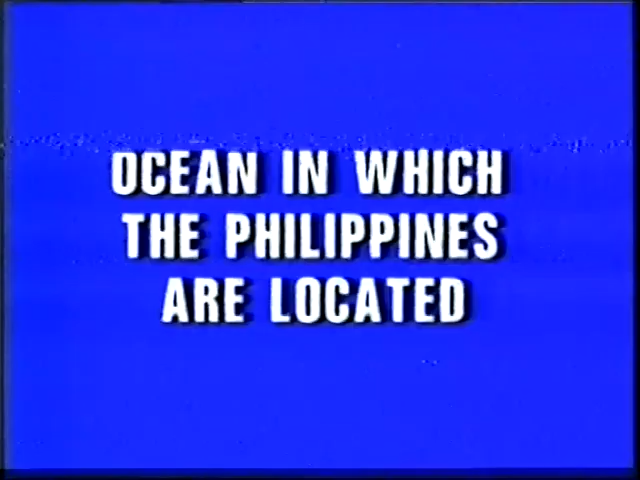 OCEAN IN WHICH
THE PHILIPPINES
ARE LOCATED